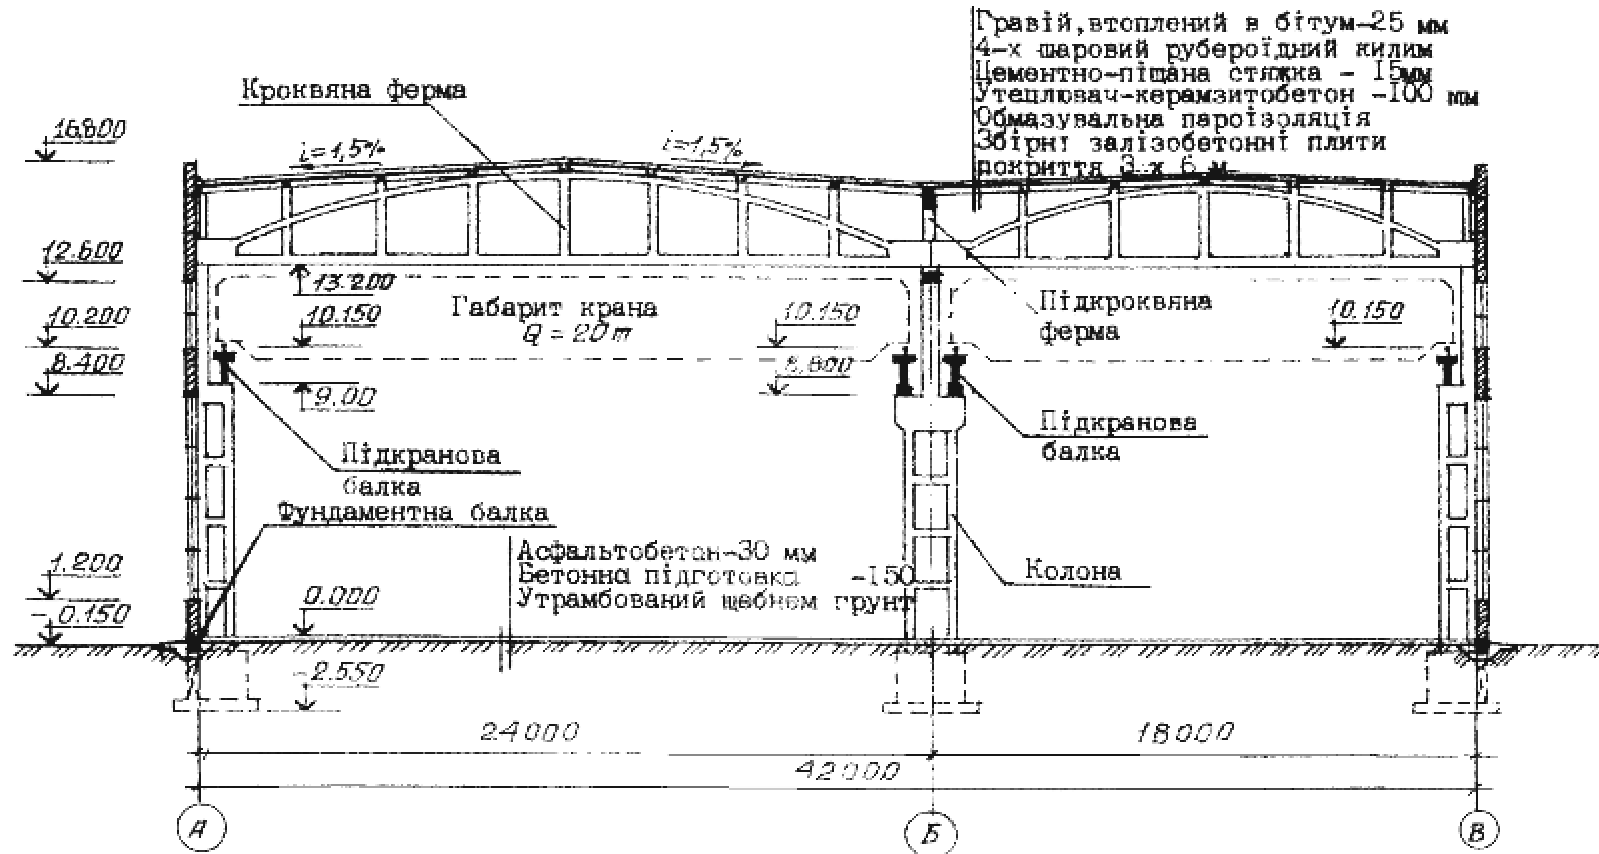 Гравій, втоплений в бітум-25 мм
4-х шаровий рубероїдний килим
Цементно-піщана стяжка - 15мм
Утеплювач-керамзитобетон -100 мм
Обмазувальна пароізоляція
Збірні залізобетонні плити
покриття 3 х 6 м
Кроквяна ферма
16.800
i=1,5%
i=1,5%
12.600
13.200
Габарит крана
Q = 20 т
10.200
10.150
10.150
10.150
Підкроквяна
ферма
8.400
8.800
9.00
Підкранова
балка
Підкранова
балка
Фундаментна балка
Асфальтобетон-30 мм
Бетонна підготовка -150
Утрамбований щебнем грунт
Колона
1.200
0.000
-0.150
-2.550
24000
18000
42000
А
Б
В